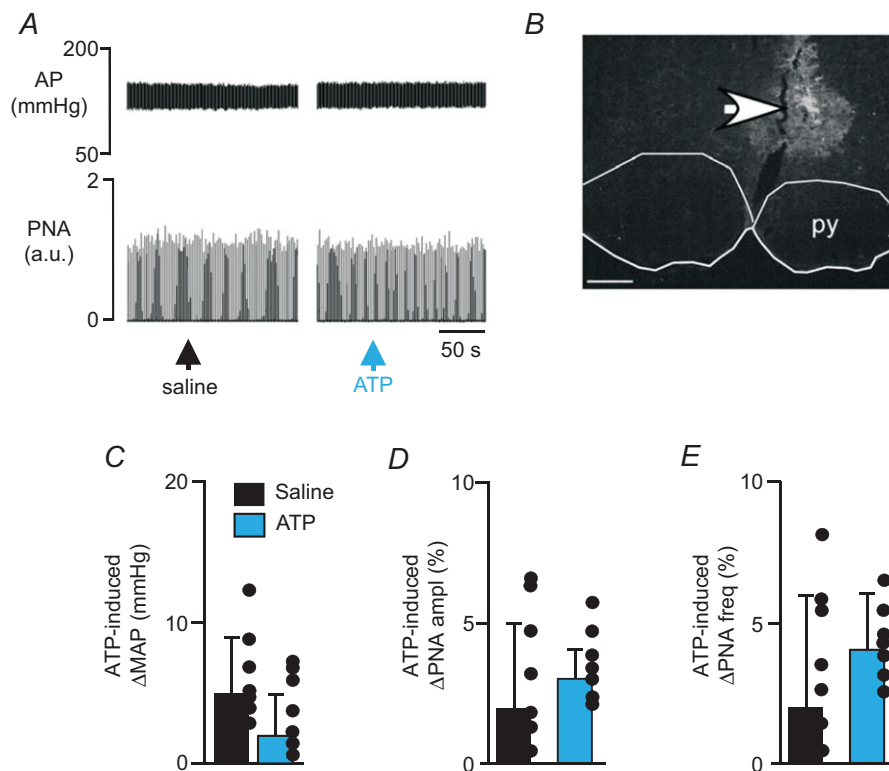 A
200
AP
(mmHg)
50
2
PNA
(a.u.)
0
50 s
saline
ATP
B
py
C
20
Saline
ATP
ATP-induced
ΔMAP (mmHg)
10
0
D
10
ATP-induced
ΔPNA ampl (%)
5
0
E
10
ATP-induced
ΔPNA freq (%)
5
0